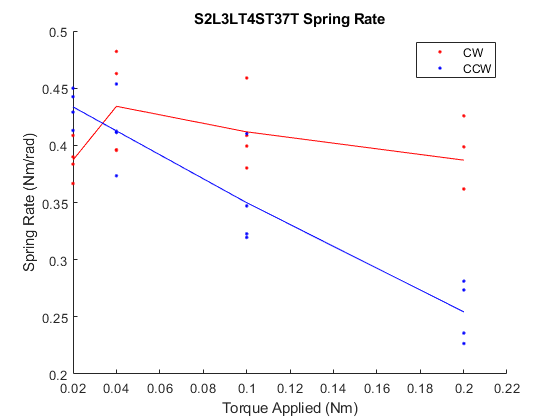 S2L3LT4ST37T Spring Rate
CW
CCW
Spring Rate (Nm/rad)
0.5
0.45
0.4
0.35
0.3
0.25
0.2
0.02 0.04 0.06 0.08 0.1 0.12 0.14 0.16 0.18 0.2 0.22
Torque Applied (Nm)